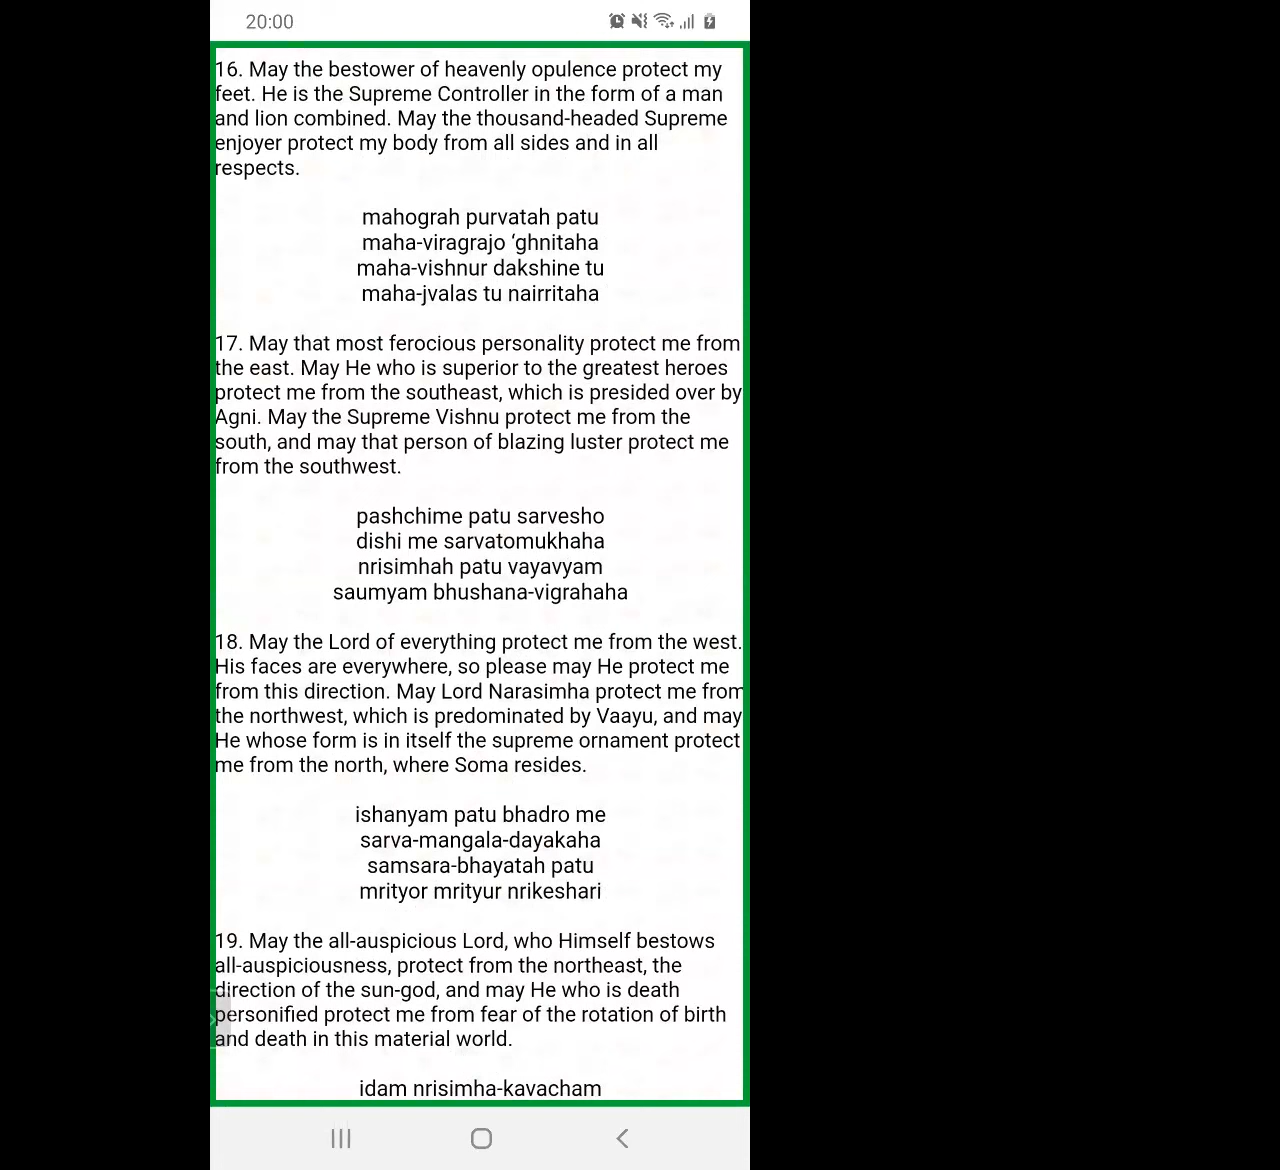 20:00
16. May the bestower of heavenly opulence protect my
feet. He is the Supreme Controller in the form of a man
and lion combined. May the thousand-headed Supreme
enjoyer protect my body from all sides and in all
respects.
mahograh purvatah patu
maha-viragrajo ‘ghnitaha
maha-vishnur dakshine tu
maha-jvalas tu nairritaha
17. May that most ferocious personality protect me from
the east. May He who is superior to the greatest heroes
protect me from the southeast, which is presided over by
Agni. May the Supreme Vishnu protect me from the
south, and may that person of blazing luster protect me
from the southwest.
pashchime patu sarvesho
dishi me sarvatomukhaha
nrisimhah patu vayavyam
saumyam bhushana-vigrahaha
18. May the Lord of everything protect me from the west.
His faces are everywhere, so please may He protect me
from this direction. May Lord Narasimha protect me from
the northwest, which is predominated by Vaayu, and may
He whose form is in itself the supreme ornament protect
me from the north, where Soma resides.
ishanyam patu bhadro me
sarva-mangala-dayakaha
samsara-bhayatah patu
mrityor mrityur nrikeshari
19. May the all-auspicious Lord, who Himself bestows
all-auspiciousness, protect from the northeast, the
direction of the sun-god, and may He who is death
personified protect me from fear of the rotation of birth
and death in this material world.
idam nrisimha-kavacham